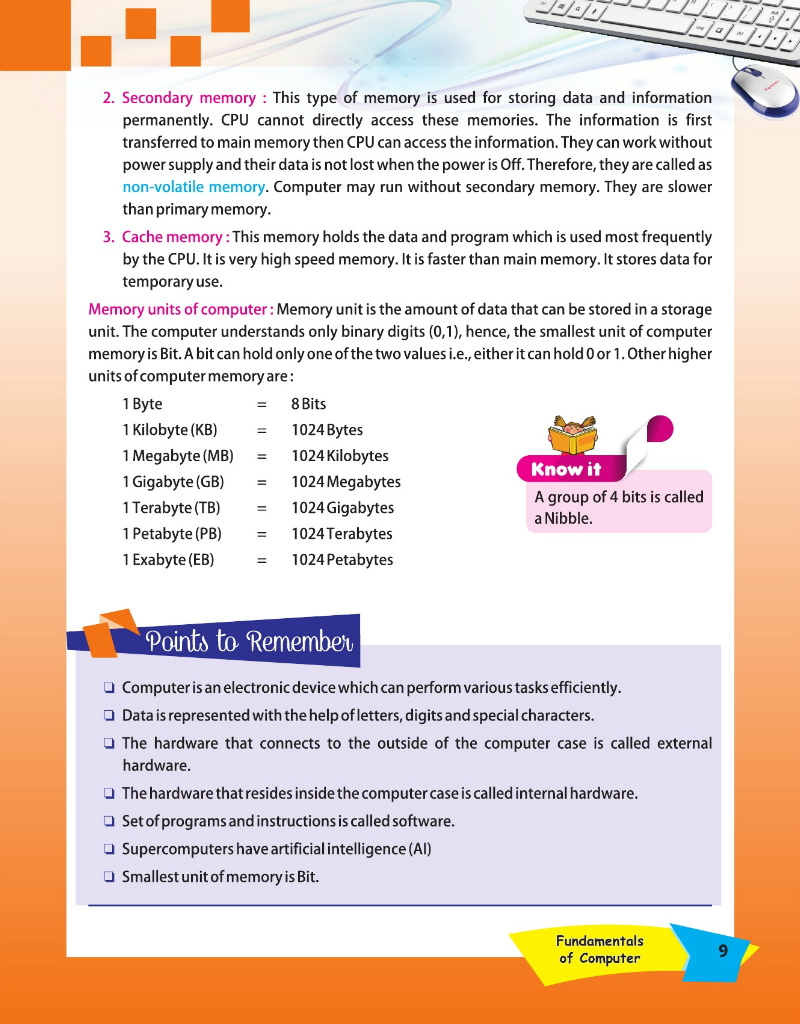 2. Secondary memory : This type of memory is used for storing data and information
permanently. CPU cannot directly access these memories. The information is first
transferred to main memory then CPU can access the information. They can work without
power supply and their data is not lost when the power is Off. Therefore, they are called as
non-volatile memory. Computer may run without secondary memory. They are slower
than primary memory.
3. Cache memory : This memory holds the data and program which is used most frequently
by the CPU. It is very high speed memory. It is faster than main memory. It stores data for
temporary use.
Memory units of computer : Memory unit is the amount of data that can be stored in a storage
unit. The computer understands only binary digits (0,1), hence, the smallest unit of computer
memory is Bit. A bit can hold only one of the two values i.e., either it can hold 0 or 1. Other higher
units of computer memory are :
1 Byte = 8 Bits
1 Kilobyte (KB) = 1024 Bytes
1 Megabyte (MB) = 1024 Kilobytes
1 Gigabyte (GB) = 1024 Megabytes
1 Terabyte (TB) = 1024 Gigabytes
1 Petabyte (PB) = 1024 Terabytes
1 Exabyte (EB) = 1024 Petabytes
Know it
A group of 4 bits is called
a Nibble.
Points to Remember
❏ Computer is an electronic device which can perform various tasks efficiently.
❏ Data is represented with the help of letters, digits and special characters.
❏ The hardware that connects to the outside of the computer case is called external
hardware.
❏ The hardware that resides inside the computer case is called internal hardware.
❏ Set of programs and instructions is called software.
❏ Supercomputers have artificial intelligence (AI)
❏ Smallest unit of memory is Bit.
Fundamentals
of Computer
9